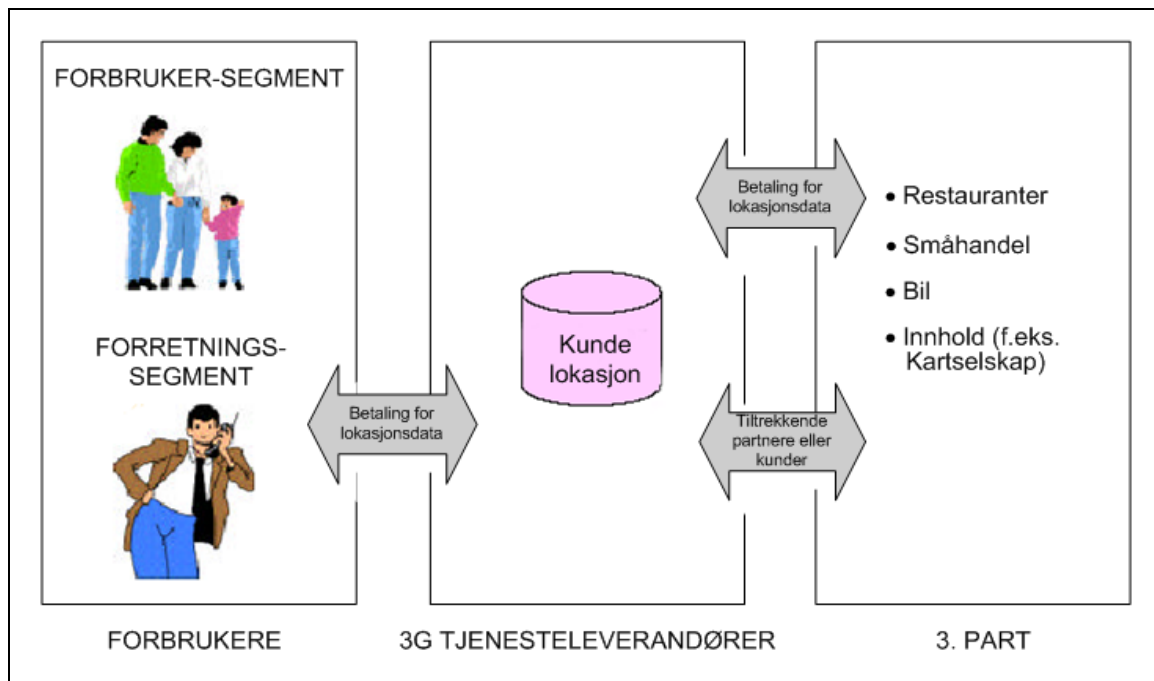 FORBRUKER-SEGMENT
FORRETNINGS-
SEGMENT
Betaling for
lokasjonsdata
Kunde
lokasjon
Betaling for
lokasjonsdata
Tiltrekkende
partnere eller
kunder
• Restauranter
• Småhandel
• Bil
• Innhold (f.eks.
Kartselskap)
FORBRUKERE
3G TJENESTELEVERANDØRER
3. PART